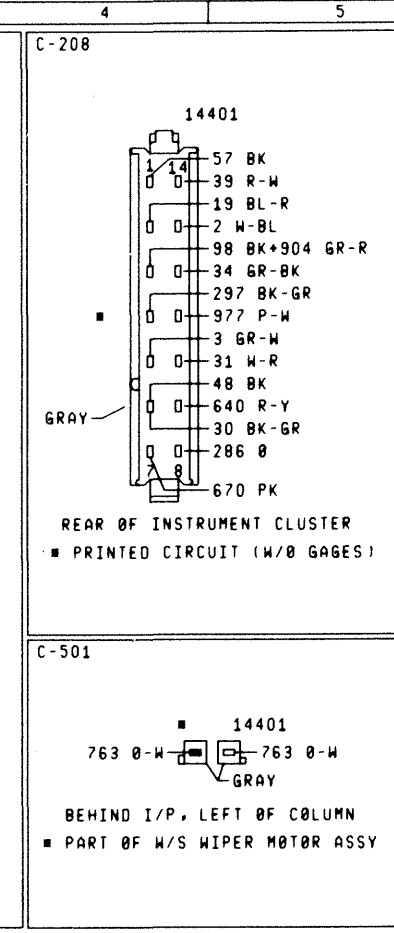 4 5
C-208
14401
1 14
57 BK
39 R-W
19 BL-R
2 W-BL
98 BK+904 GR-R
34 GR-BK
297 BK-GR
977 P-W
3 GR-W
31 W-R
48 BK
GRAY
640 R-Y
30 BK-GR
286 O
7 8
670 PK
REAR OF INSTRUMENT CLUSTER
■ PRINTED CIRCUIT (W/O GAGES)
C-501
■ 14401
763 O-W 763 O-W
GRAY
BEHIND I/P, LEFT OF COLUMN
■ PART OF W/S WIPER MOTOR ASSY